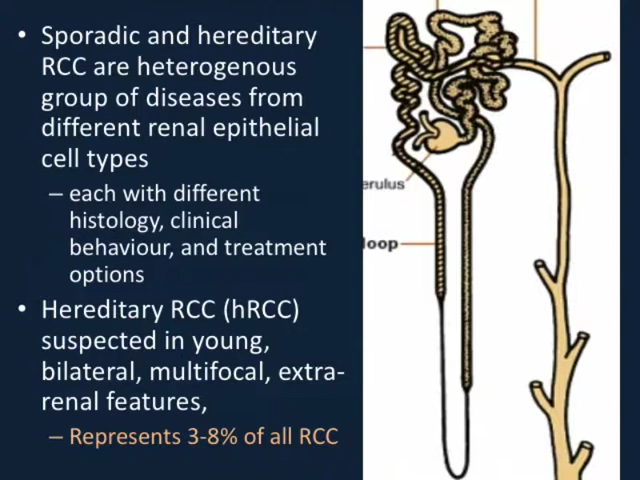 • Sporadic and hereditary
RCC are heterogenous
group of diseases from
different renal epithelial
cell types
– each with different
histology, clinical
behaviour, and treatment
options
• Hereditary RCC (hRCC)
suspected in young,
bilateral, multifocal, extra-
renal features,
– Represents 3-8% of all RCC
erulus
loop